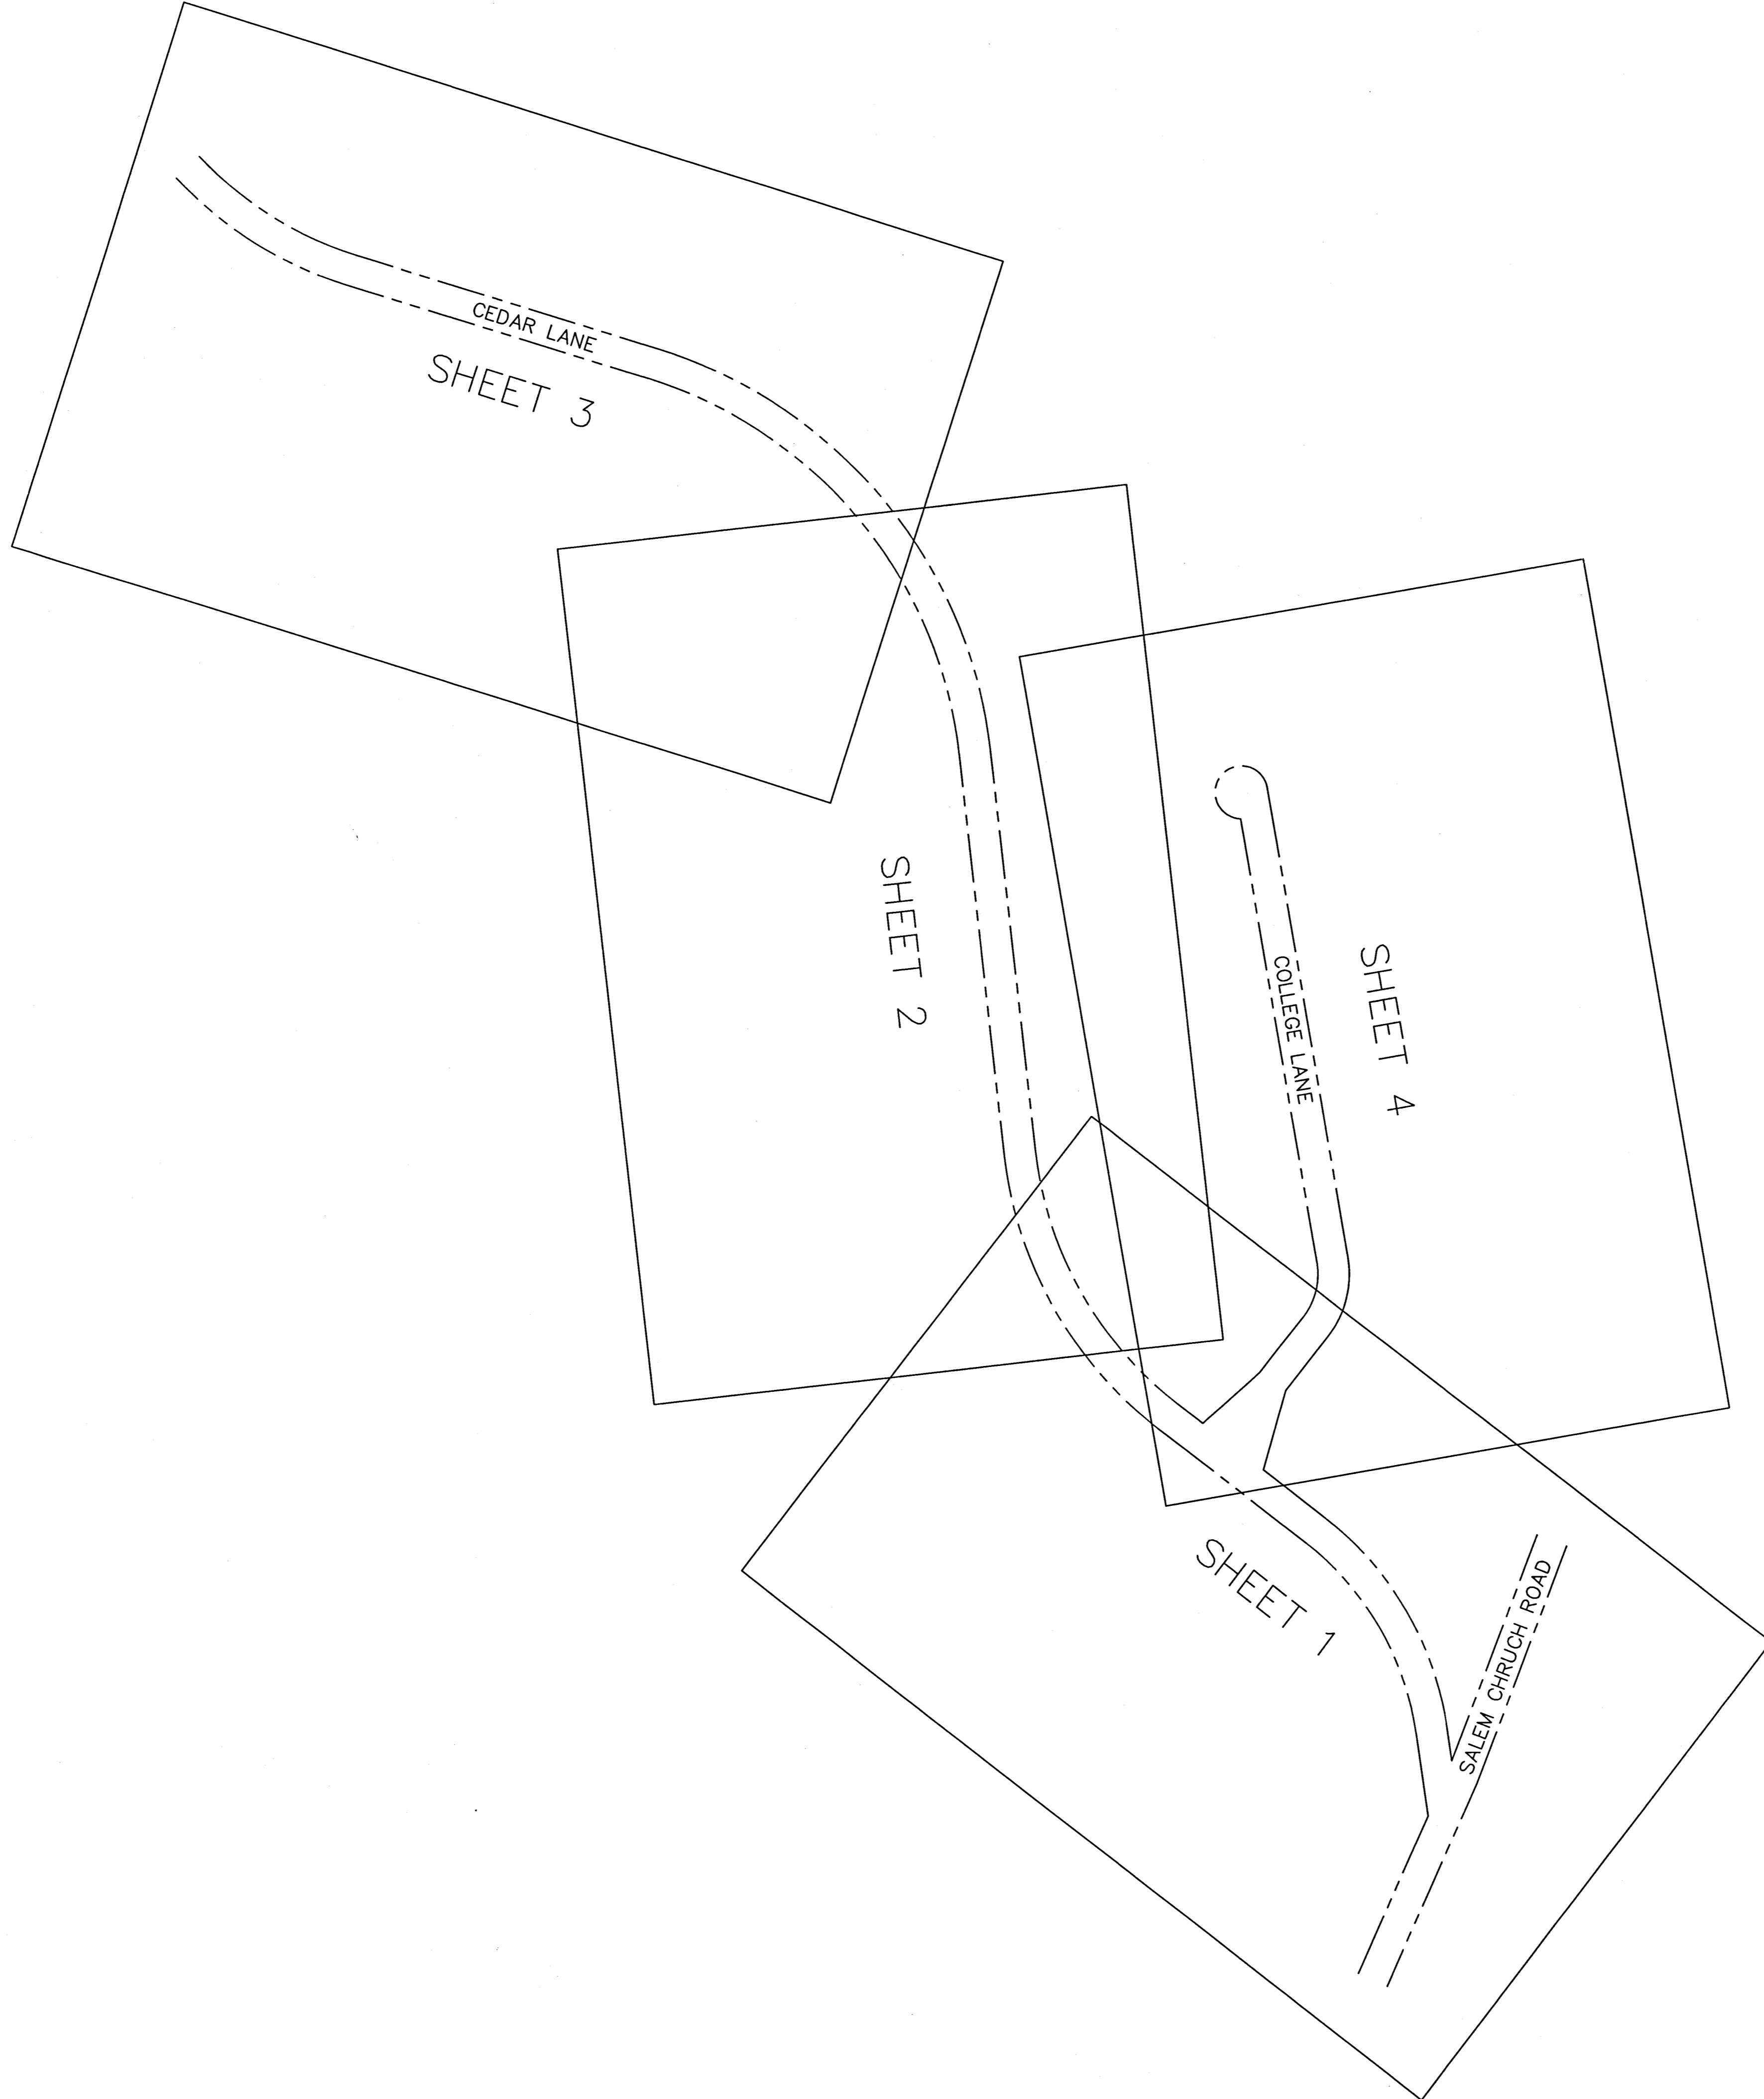 CEDAR LANE
SHEET 3
SHEET 2
COLLEGE LANE
SHEET 4
SHEET 1
SALEM CHRUCH ROAD